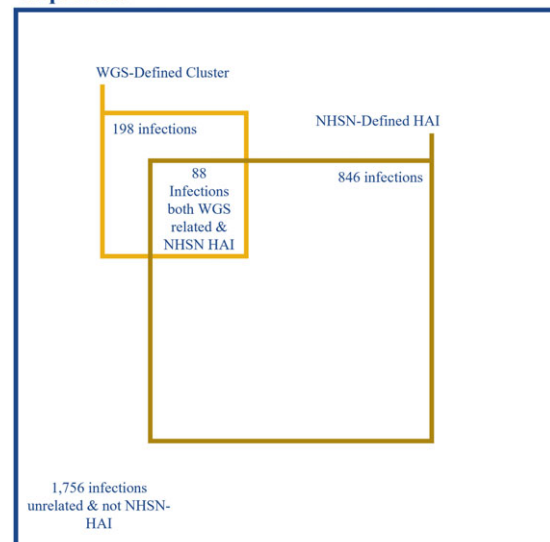 WGS-Defined Cluster
198 infections
NHSN-Defined HAI
846 infections
88
Infections
both WGS
related &
NHSN HAI
1,756 infections
unrelated & not NHSN-
HAI